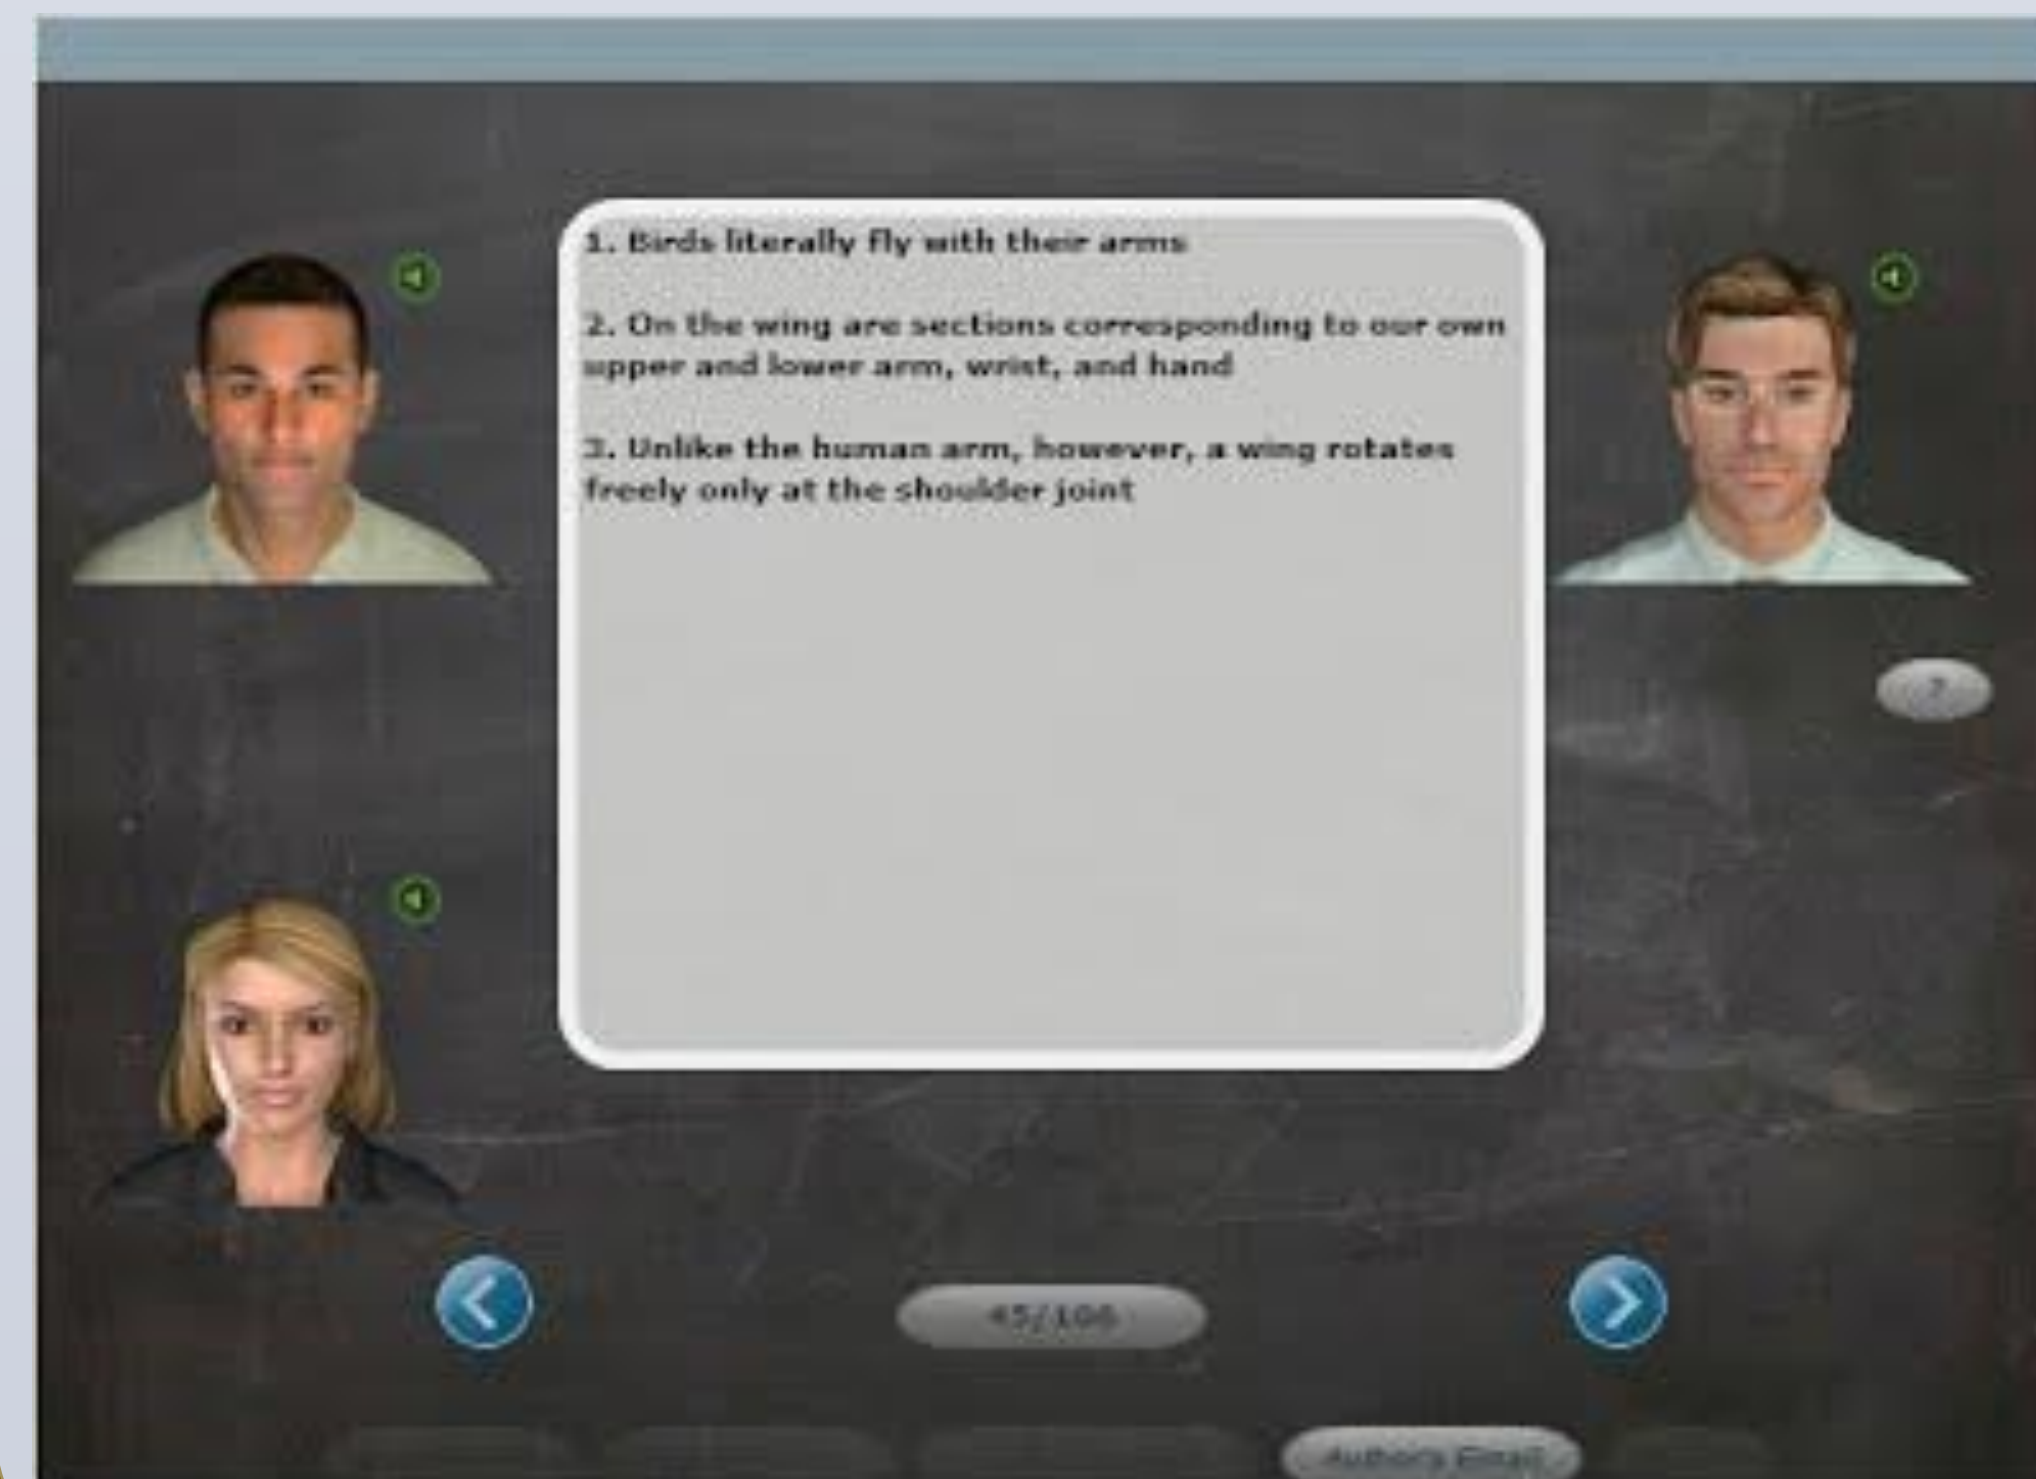 1. Birds literally fly with their arms
2. On the wing are sections corresponding to our own
upper and lower arm, wrist, and hand
3. Unlike the human arm, however, a wing rotates
freely only at the shoulder joint
?
45/106
Author's Email